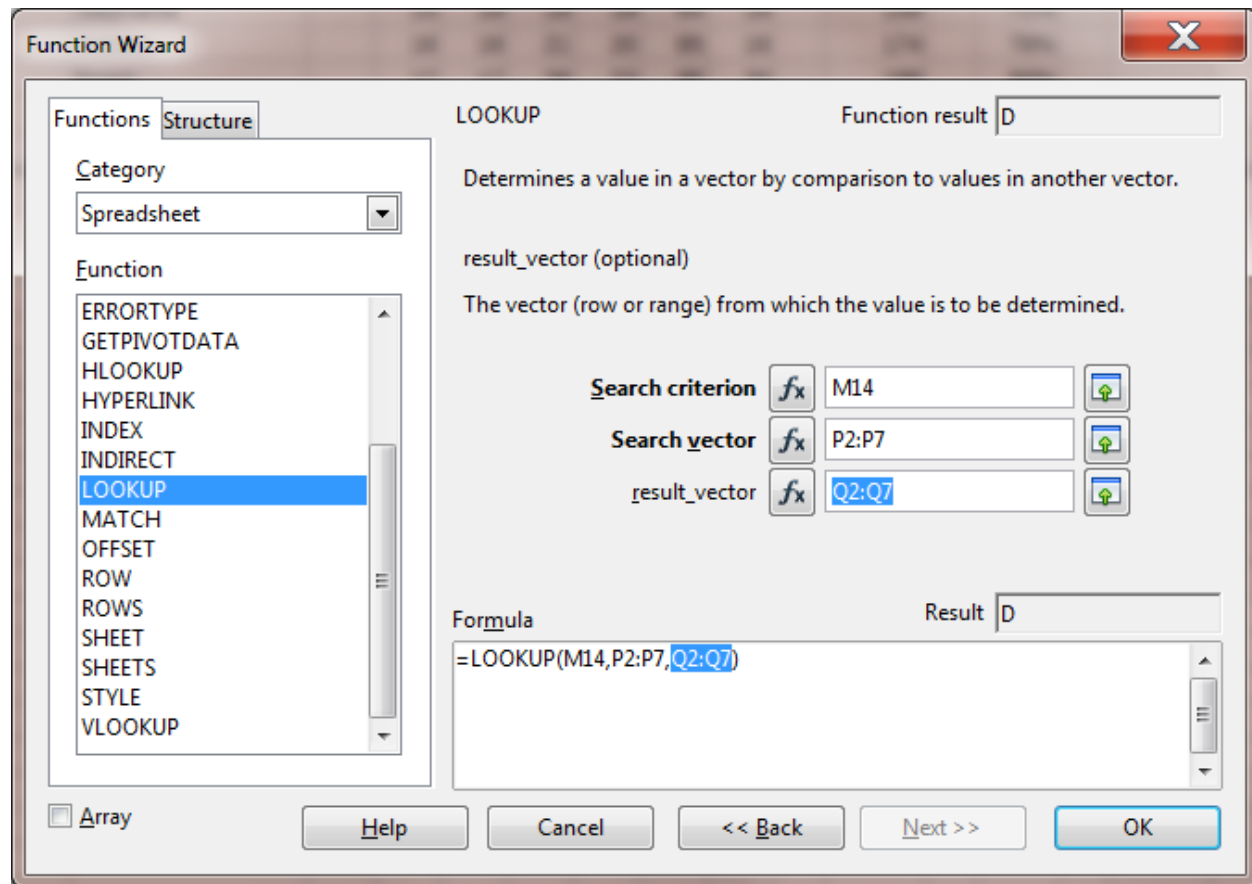 Function Wizard
Functions Structure
Category
Spreadsheet
Function
ERRORTYPE
GETPIVOTDATA
HLOOKUP
HYPERLINK
INDEX
INDIRECT
LOOKUP
MATCH
OFFSET
ROW
ROWS
SHEET
SHEETS
STYLE
VLOOKUP
LOOKUP Function result D
Determines a value in a vector by comparison to values in another vector.
result_vector (optional)
The vector (row or range) from which the value is to be determined.
Search criterion fx M14
Search vector fx P2:P7
result_vector fx Q2:Q7
Formula Result D
=LOOKUP(M14,P2:P7,Q2:Q7)
Array Help Cancel << Back Next >> OK